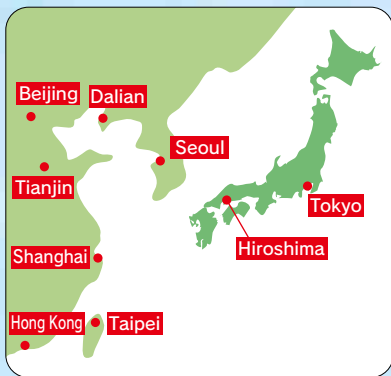 Beijing
Dalian
Seoul
Tianjin
Tokyo
Hiroshima
Shanghai
Hong Kong
Taipei